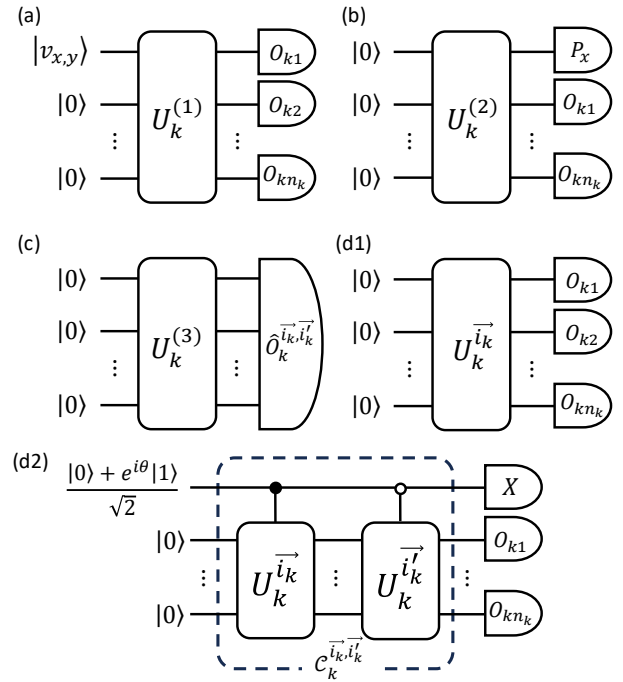 (a) (b)
|v_{x,y}⟩ U_k^{(1)} O_{k1} |0⟩ U_k^{(2)} P_x
|0⟩ O_{k2} |0⟩ O_{k1}
⋮ ⋮ ⋮ ⋮
|0⟩ O_{kn_k} |0⟩ O_{kn_k}
(c) (d1)
|0⟩ U_k^{(3)} Ô_k^{\vec{i_k},\vec{i'_k}} |0⟩ U_k^{\vec{i_k}} O_{k1}
|0⟩ |0⟩ O_{k2}
⋮ ⋮ ⋮ ⋮
|0⟩ |0⟩ O_{kn_k}
(d2)
\frac{|0⟩ + e^{iθ}|1⟩}{\sqrt{2}} X
|0⟩ U_k^{\vec{i_k}} U_k^{\vec{i'_k}} O_{k1}
⋮ ⋮ ⋮
|0⟩ O_{kn_k}
𝒞_k^{\vec{i_k},\vec{i'_k}}